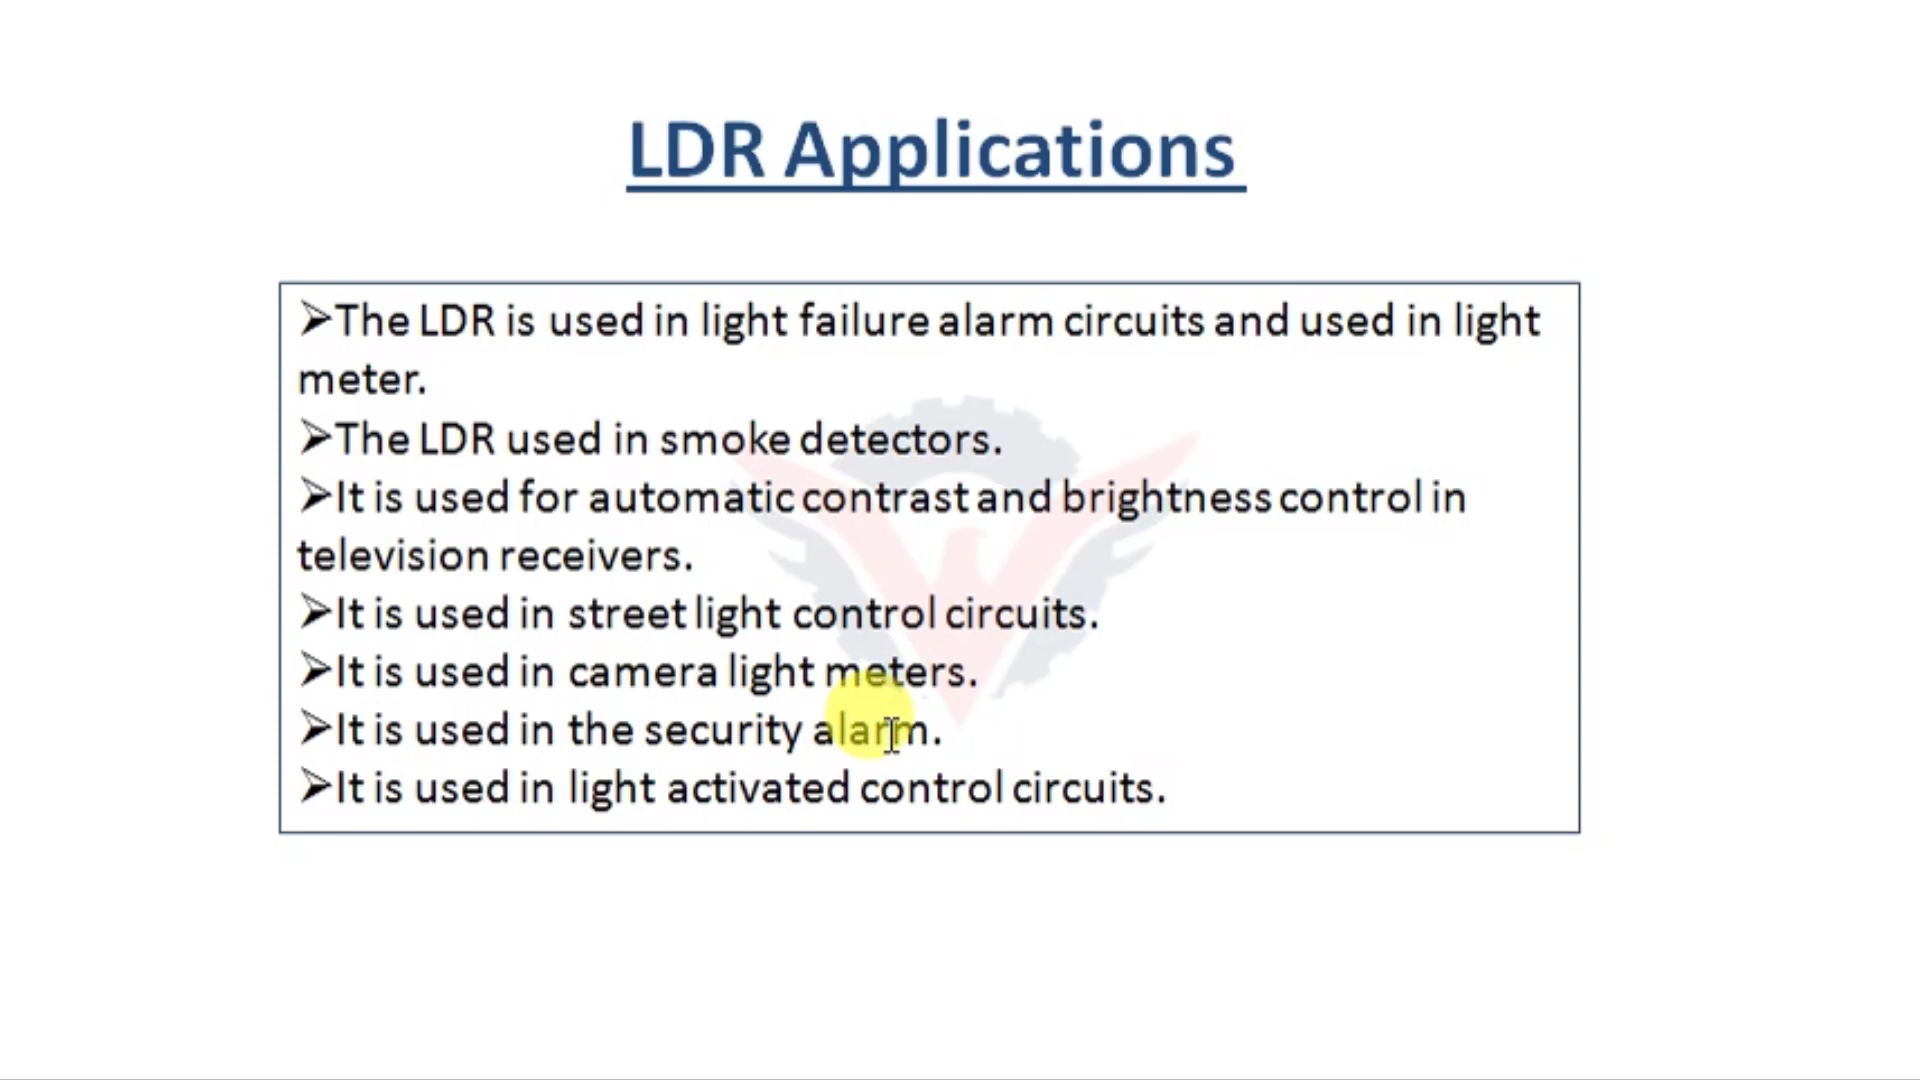 LDR Applications
➢The LDR is used in light failure alarm circuits and used in light
meter.
➢The LDR used in smoke detectors.
➢It is used for automatic contrast and brightness control in
television receivers.
➢It is used in street light control circuits.
➢It is used in camera light meters.
➢It is used in the security alarm.
➢It is used in light activated control circuits.